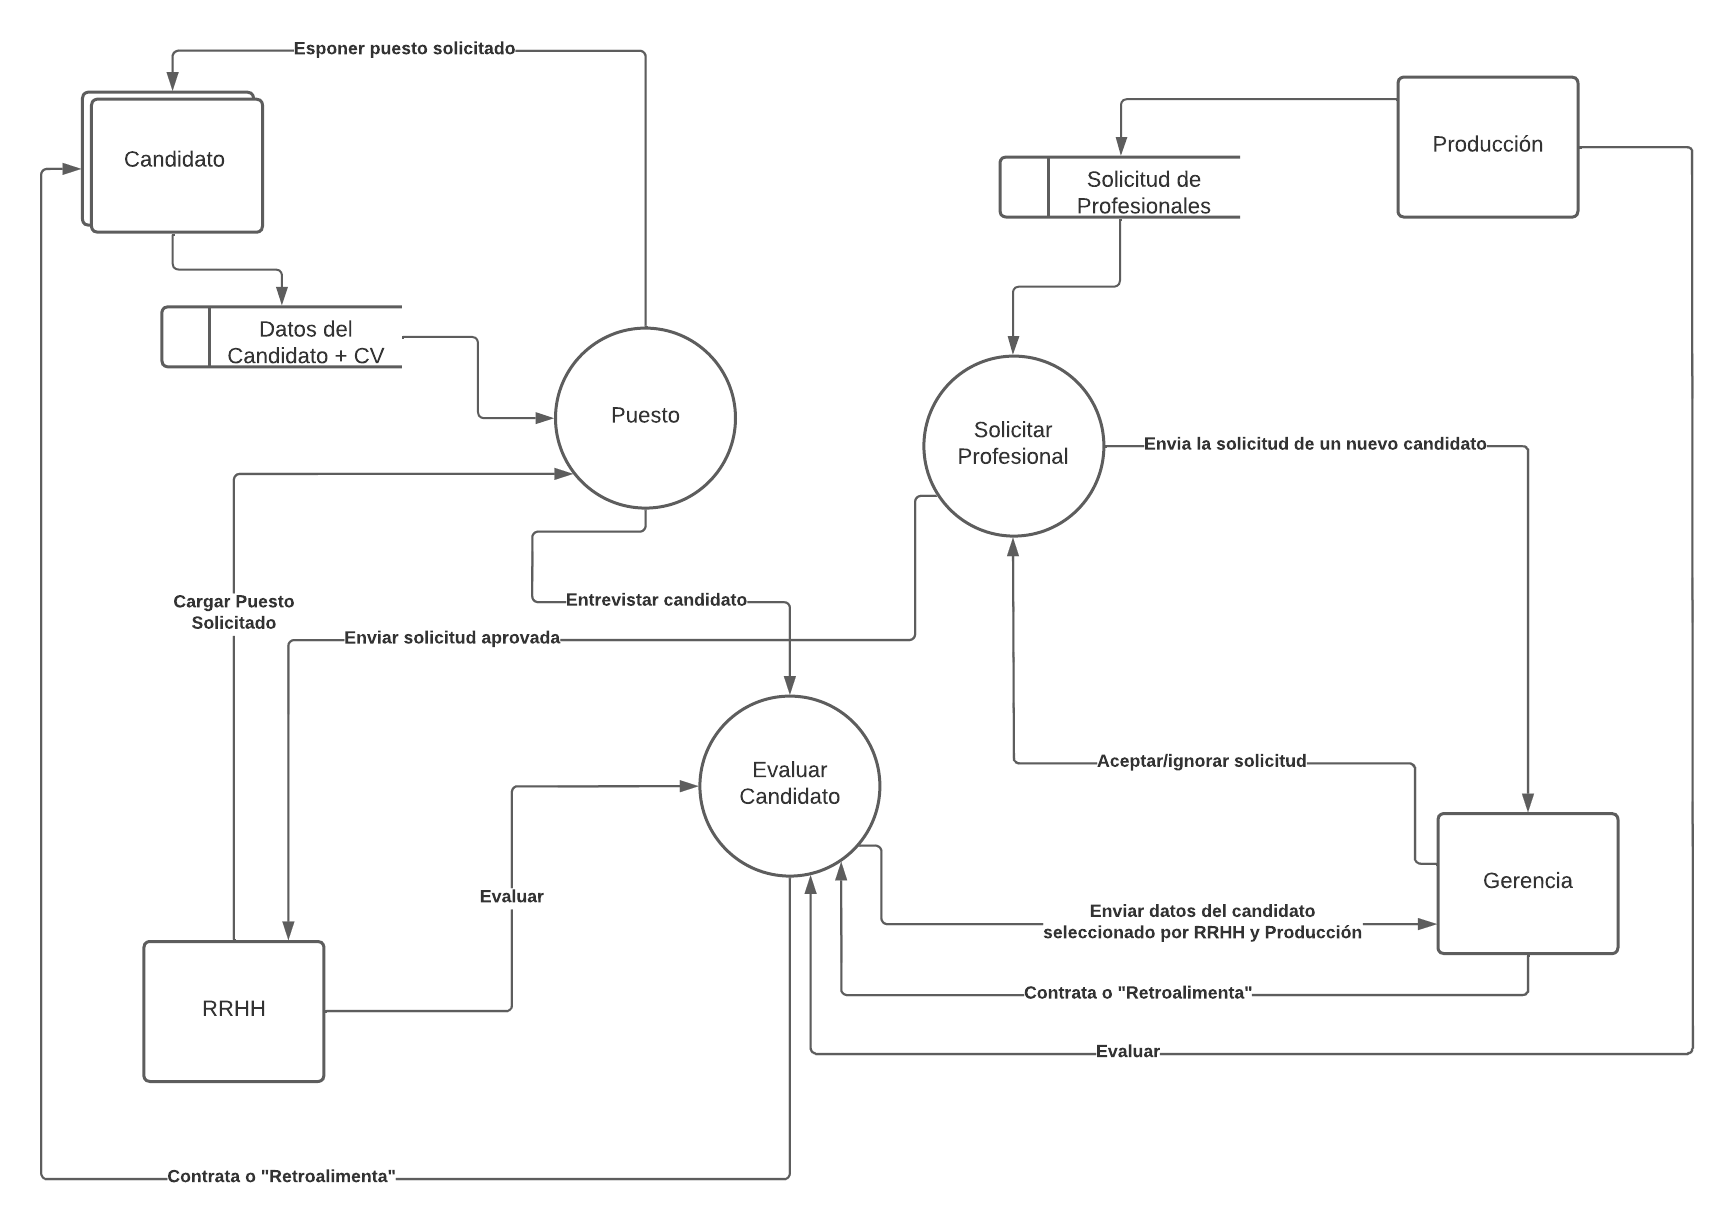 Esponer puesto solicitado
Candidato
Producción
Solicitud de
Profesionales
Datos del
Candidato + CV
Puesto
Solicitar
Profesional
Envia la solicitud de un nuevo candidato
Cargar Puesto
Solicitado
Entrevistar candidato
Enviar solicitud aprovada
Evaluar
Candidato
Aceptar/ignorar solicitud
Evaluar
Gerencia
Enviar datos del candidato
seleccionado por RRHH y Producción
RRHH
Contrata o "Retroalimenta"
Evaluar
Contrata o "Retroalimenta"